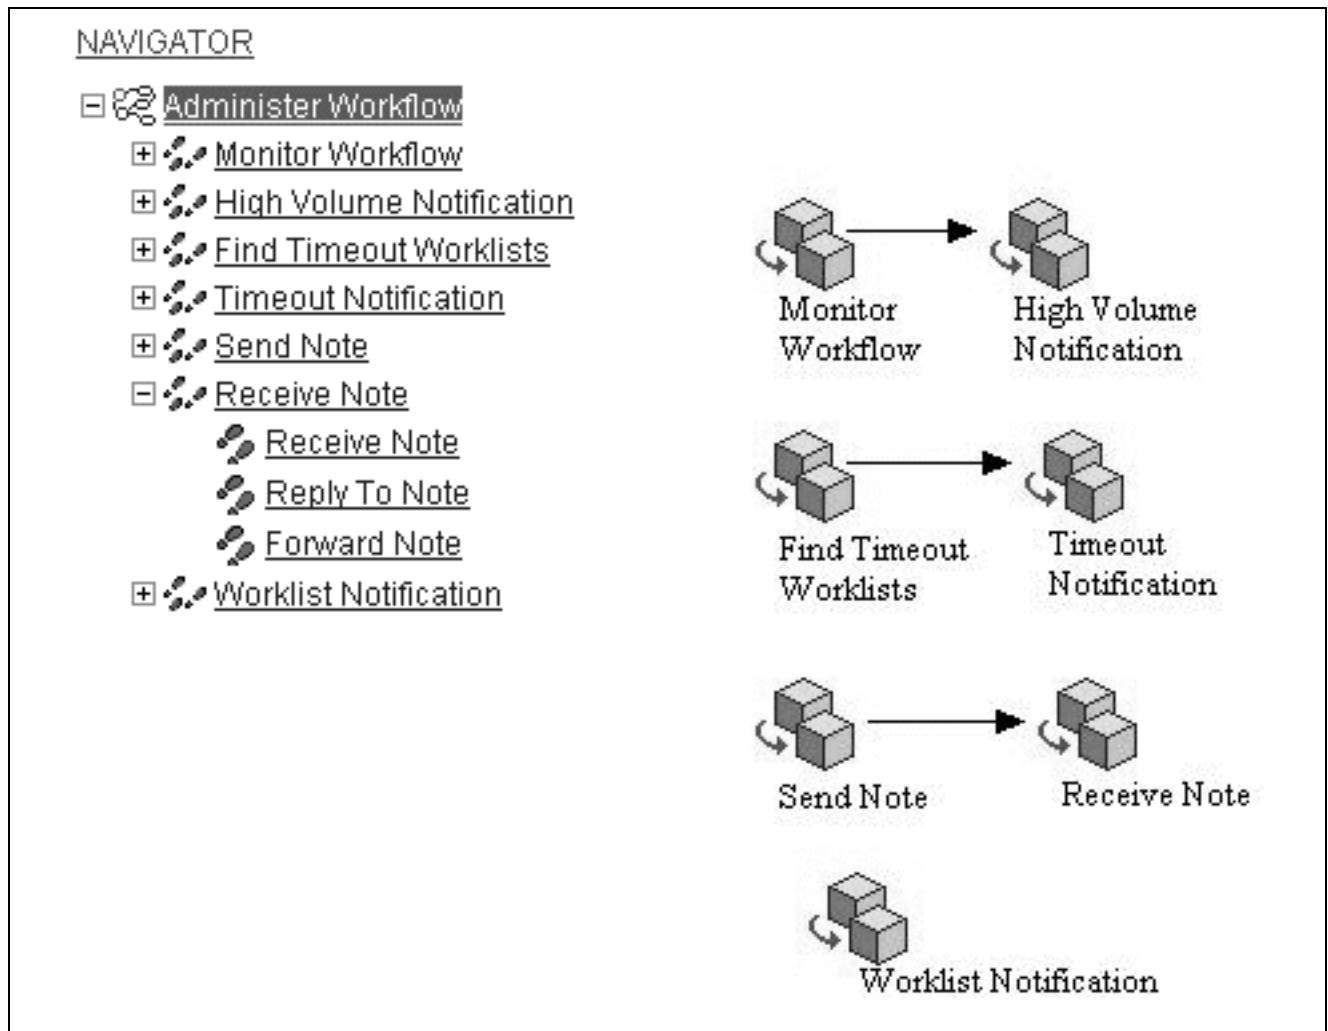 NAVIGATOR
Administer Workflow
Monitor Workflow
High Volume Notification
Find Timeout Worklists
Timeout Notification
Send Note
Receive Note
Receive Note
Reply To Note
Forward Note
Worklist Notification
Monitor
Workflow
High Volume
Notification
Find Timeout
Worklists
Timeout
Notification
Send Note
Receive Note
Worklist Notification